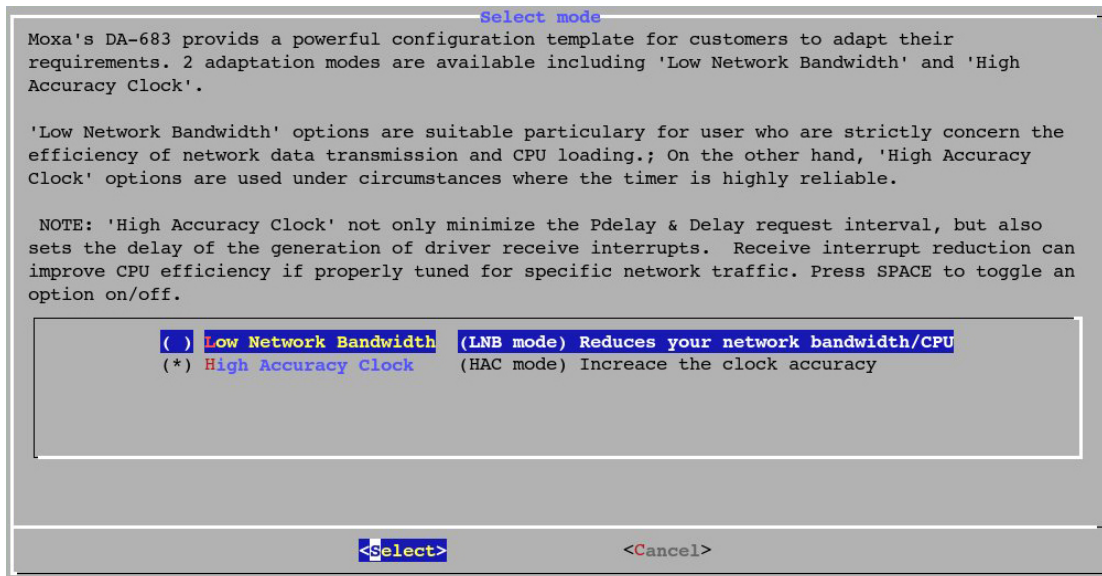 Select mode
Moxa's DA-683 provids a powerful configuration template for customers to adapt their
requirements. 2 adaptation modes are available including 'Low Network Bandwidth' and 'High
Accuracy Clock'.
'Low Network Bandwidth' options are suitable particulary for user who are strictly concern the
efficiency of network data transmission and CPU loading.; On the other hand, 'High Accuracy
Clock' options are used under circumstances where the timer is highly reliable.
NOTE: 'High Accuracy Clock' not only minimize the Pdelay & Delay request interval, but also
sets the delay of the generation of driver receive interrupts.  Receive interrupt reduction can
improve CPU efficiency if properly tuned for specific network traffic. Press SPACE to toggle an
option on/off.
( ) Low Network Bandwidth  (LNB mode) Reduces your network bandwidth/CPU
(*) High Accuracy Clock    (HAC mode) Increace the clock accuracy
<Select>    <Cancel>